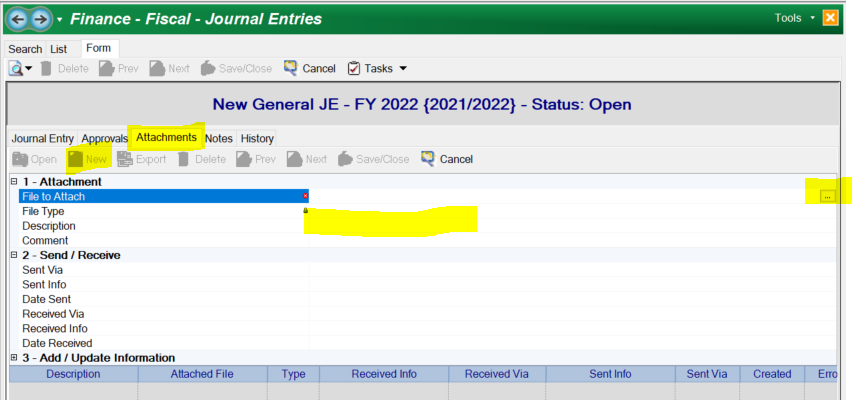 Finance - Fiscal - Journal Entries Tools
Search List Form
Delete Prev Next Save/Close Cancel Tasks
New General JE - FY 2022 {2021/2022} - Status: Open
Journal Entry Approvals Attachments Notes History
Open New Export Delete Prev Next Save/Close Cancel
1 - Attachment
File to Attach ...
File Type
Description
Comment
2 - Send / Receive
Sent Via
Sent Info
Date Sent
Received Via
Received Info
Date Received
3 - Add / Update Information
Description Attached File Type Received Info Received Via Sent Info Sent Via Created Erro